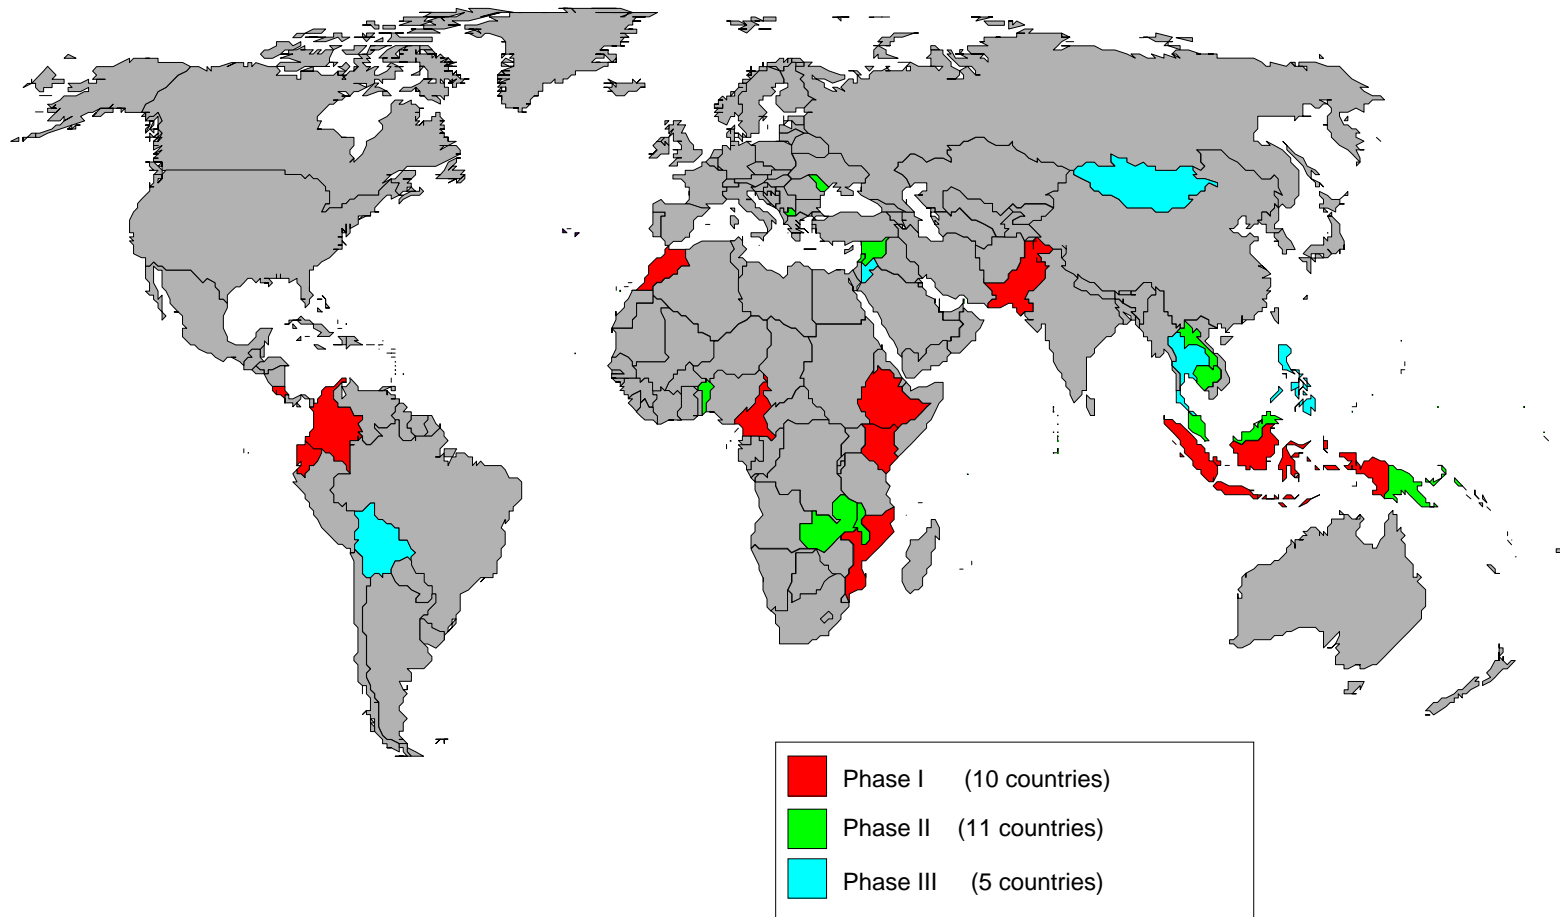 Phase I (10 countries)
Phase II (11 countries)
Phase III (5 countries)